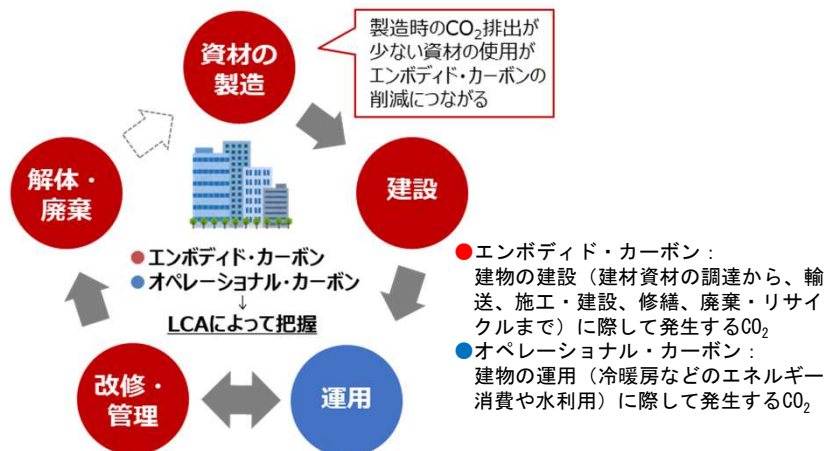 資材の
製造
製造時のCO₂排出が
少ない資材の使用が
エンボディド・カーボンの
削減につながる
解体・
廃棄
建設
●エンボディド・カーボン
●オペレーショナル・カーボン
↓
LCAによって把握
改修・
管理
運用
●エンボディド・カーボン：
建物の建設（建材資材の調達から、輸
送、施工・建設、修繕、廃棄・リサイ
クルまで）に際して発生するCO₂
●オペレーショナル・カーボン：
建物の運用（冷暖房などのエネルギー
消費や水利用）に際して発生するCO₂